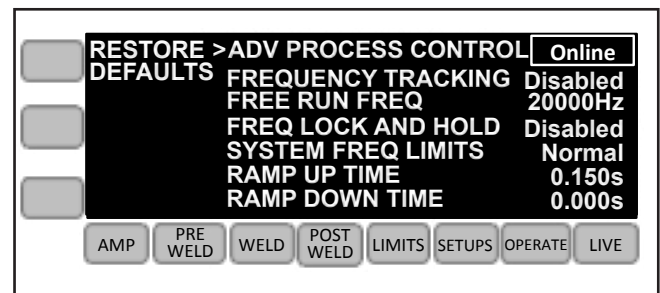 RESTORE >ADV PROCESS CONTROL Online
DEFAULTS FREQUENCY TRACKING Disabled
FREE RUN FREQ 20000Hz
FREQ LOCK AND HOLD Disabled
SYSTEM FREQ LIMITS Normal
RAMP UP TIME 0.150s
RAMP DOWN TIME 0.000s
AMP PRE WELD WELD POST WELD LIMITS SETUPS OPERATE LIVE